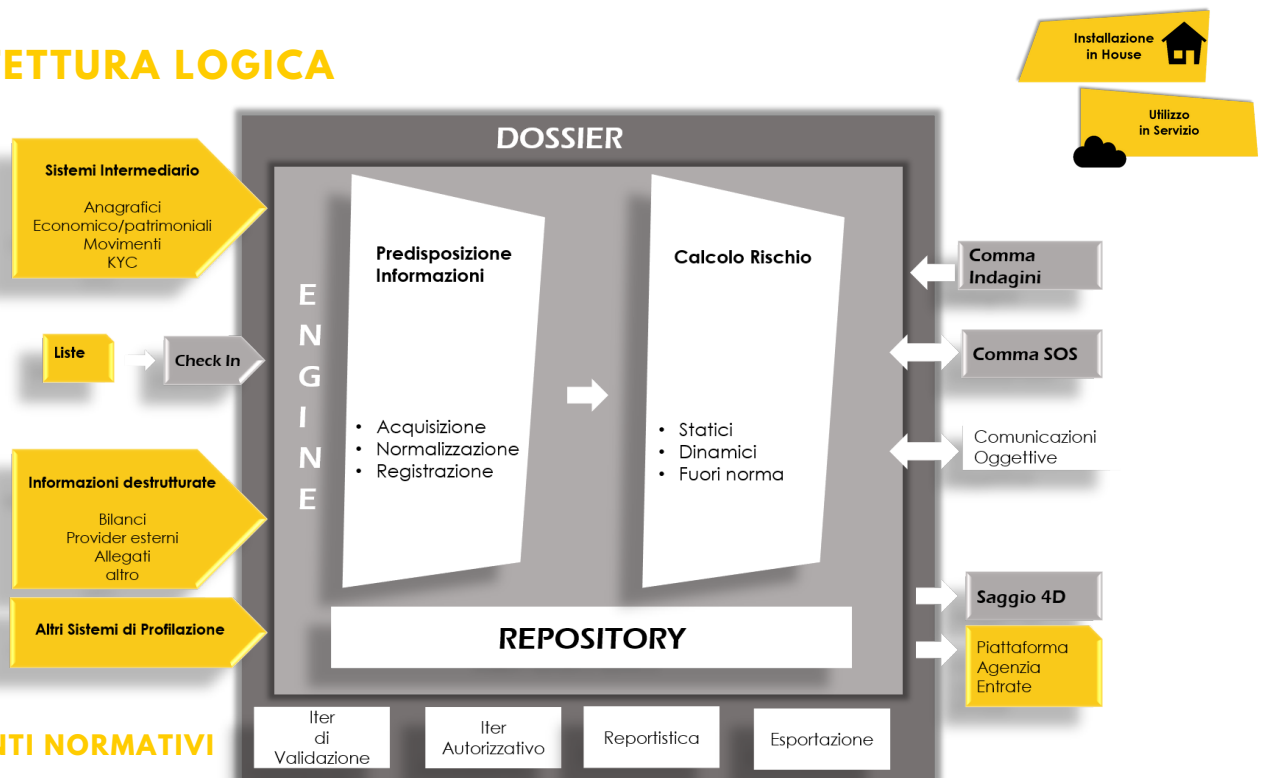 ETTURA LOGICA
Installazione
in House
Utilizzo
in Servizio
DOSSIER
Sistemi Intermediario
Anagrafici
Economico/patrimoniali
Movimenti
KYC
Liste
Check In
Informazioni destrutturate
Bilanci
Provider esterni
Allegati
altro
Altri Sistemi di Profilazione
ENGINE
Predisposizione
Informazioni
• Acquisizione
• Normalizzazione
• Registrazione
Calcolo Rischio
• Statici
• Dinamici
• Fuori norma
REPOSITORY
Comma
Indagini
Comma SOS
Comunicazioni
Oggettive
Saggio 4D
Piattaforma
Agenzia
Entrate
NTI NORMATIVI
Iter
di
Validazione
Iter
Autorizzativo
Reportistica
Esportazione